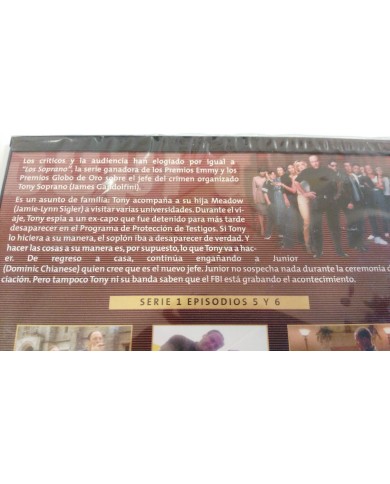 Los críticos y la audiencia han elogiado por igual a
"Los Soprano", la serie ganadora de los Premios Emmy y los
Premios Globo de Oro sobre el jefe del crimen organizado
Tony Soprano (James Gandolfini).
Es un asunto de familia: Tony acompaña a su hija Meadow
(Jamie-Lynn Sigler) a visitar varias universidades. Durante el vi-
aje, Tony espia a un ex-capo que fue detenido para más tarde
desaparecer en el Programa de Protección de Testigos. Si Tony
lo hiciera a su manera, el soplón iba a desaparecer de verdad. Y
hacer las cosas a su manera es, por supuesto, lo que Tony va a hac-
er. De regreso a casa, continúa engañando a Junior
(Dominic Chianese) quien cree que es el nuevo jefe. Junior no sospecha nada durante la ceremonia d
ciación. Pero tampoco Tony ni su banda saben que el FBI está grabando el acontecimiento.
SERIE 1 EPISODIOS 5 Y 6